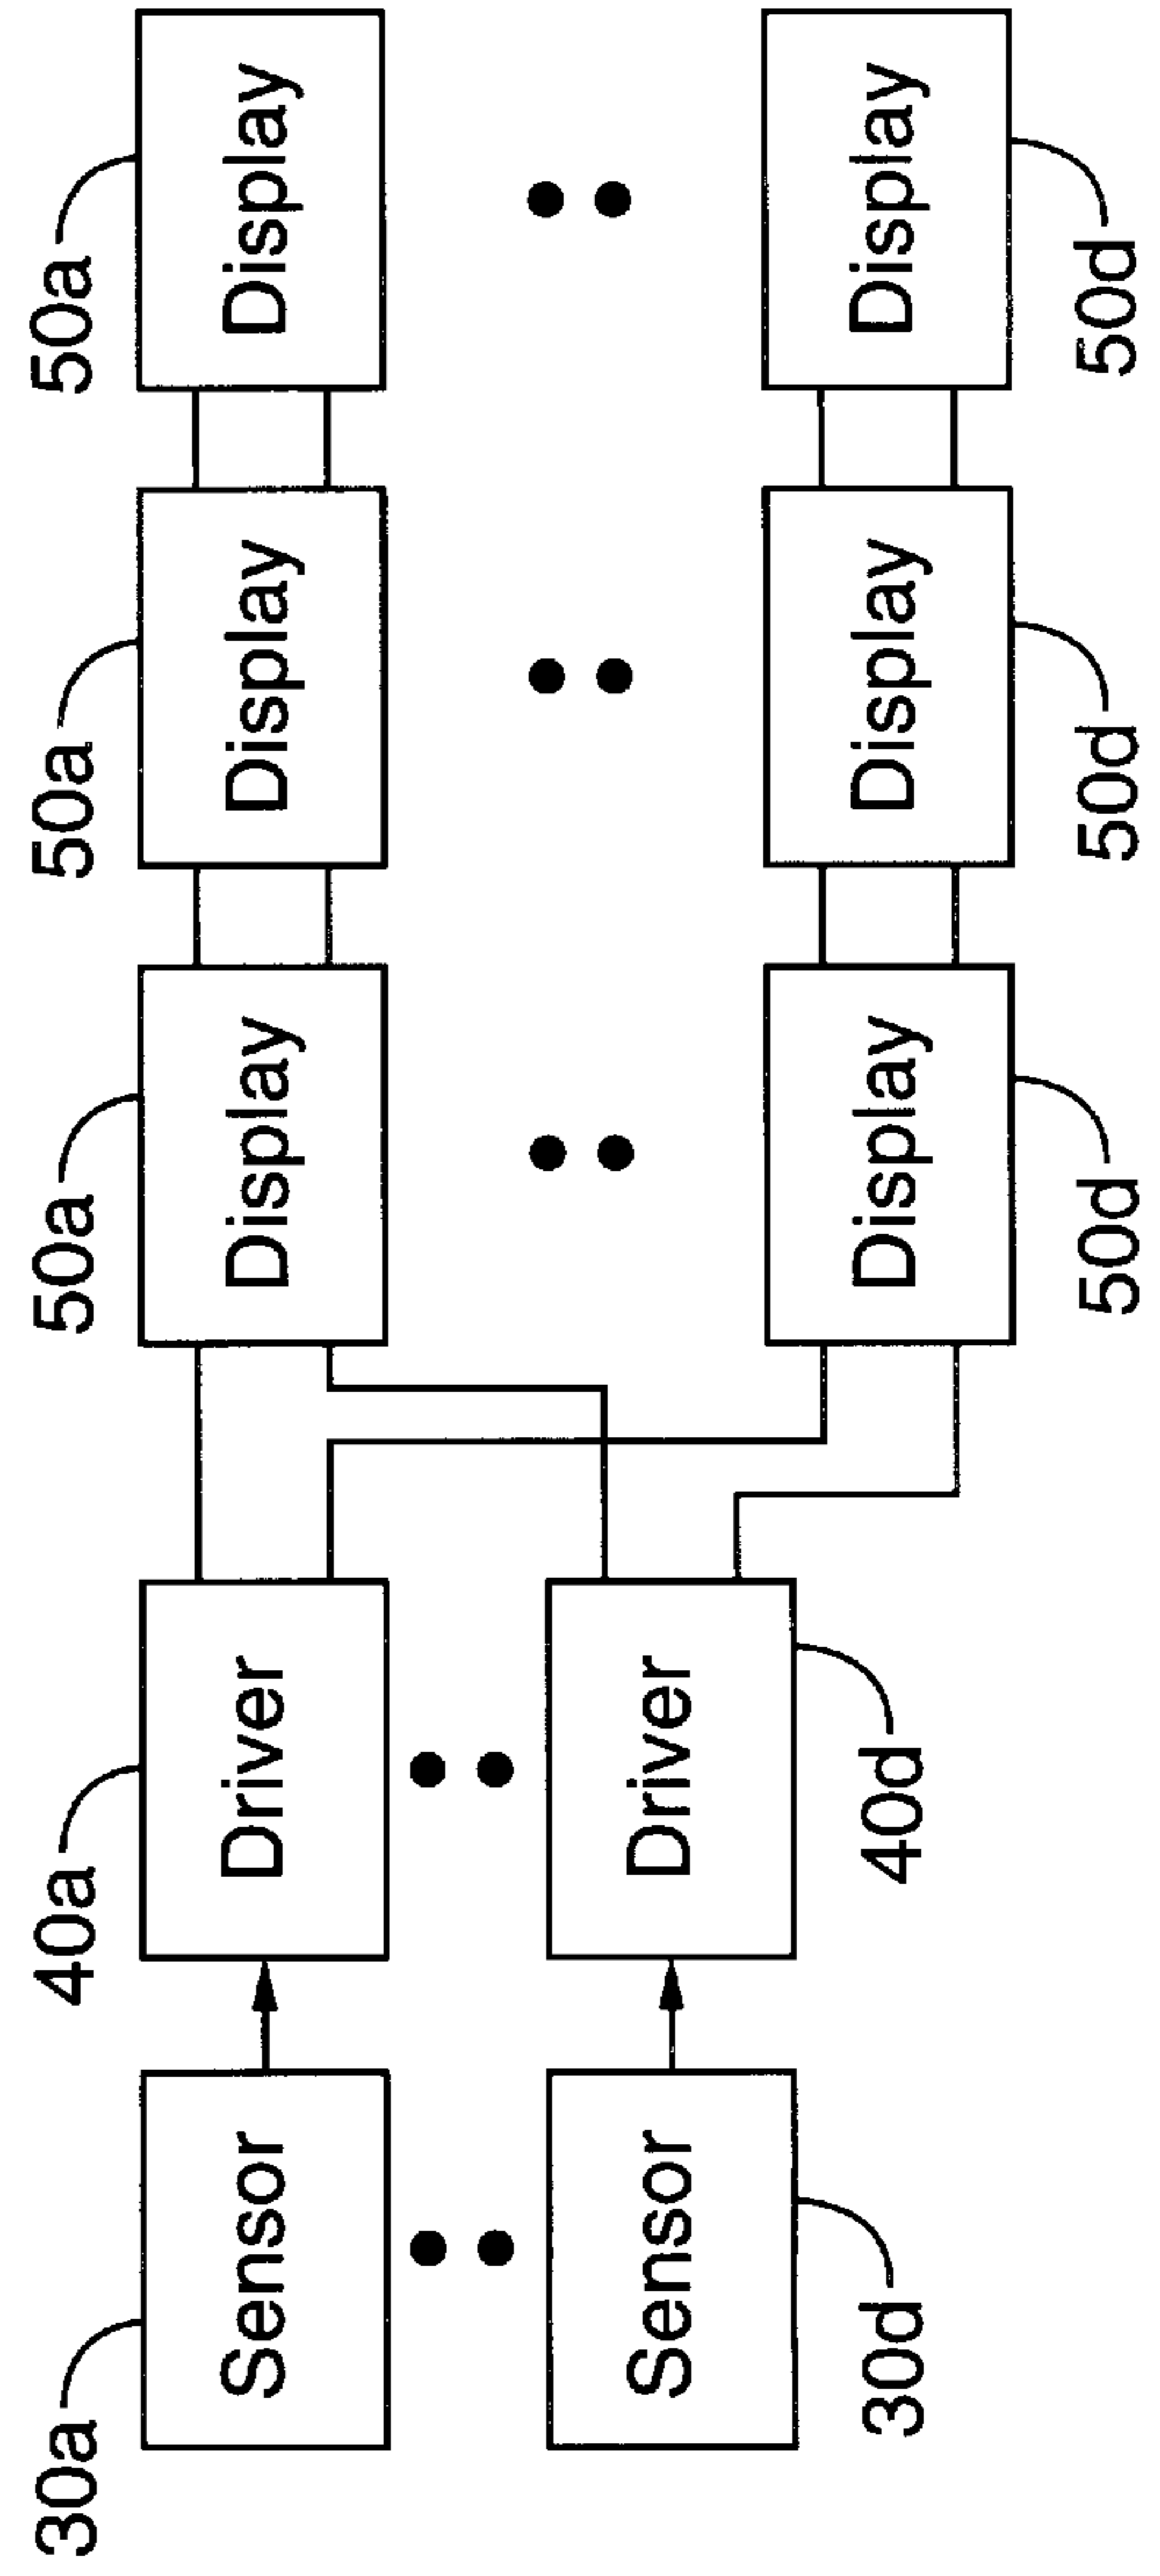 30a
40a
50a
50a
50a
Sensor
Driver
Display
Display
Display
Sensor
Driver
Display
Display
Display
30d
40d
50d
50d
50d